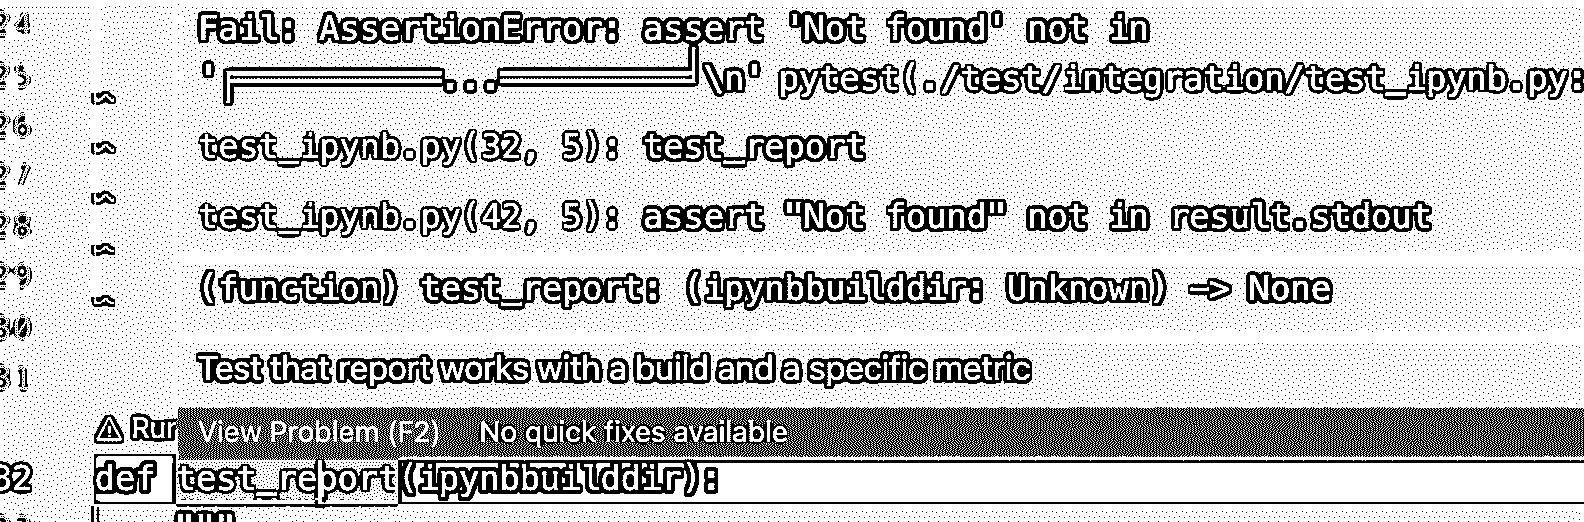 24
Fail: AssertionError: assert 'Not found' not in
25
'╒═════════...════════╛\n' pytest(./test/integration/test_ipynb.py:
26
test_ipynb.py(32, 5): test_report
27
28
test_ipynb.py(42, 5): assert "Not found" not in result.stdout
29
(function) test_report: (ipynbbuilddir: Unknown) -> None
30
31
Test that report works with a build and a specific metric
Run
View Problem (F2) No quick fixes available
32
def test_report(ipynbbuilddir):
"""